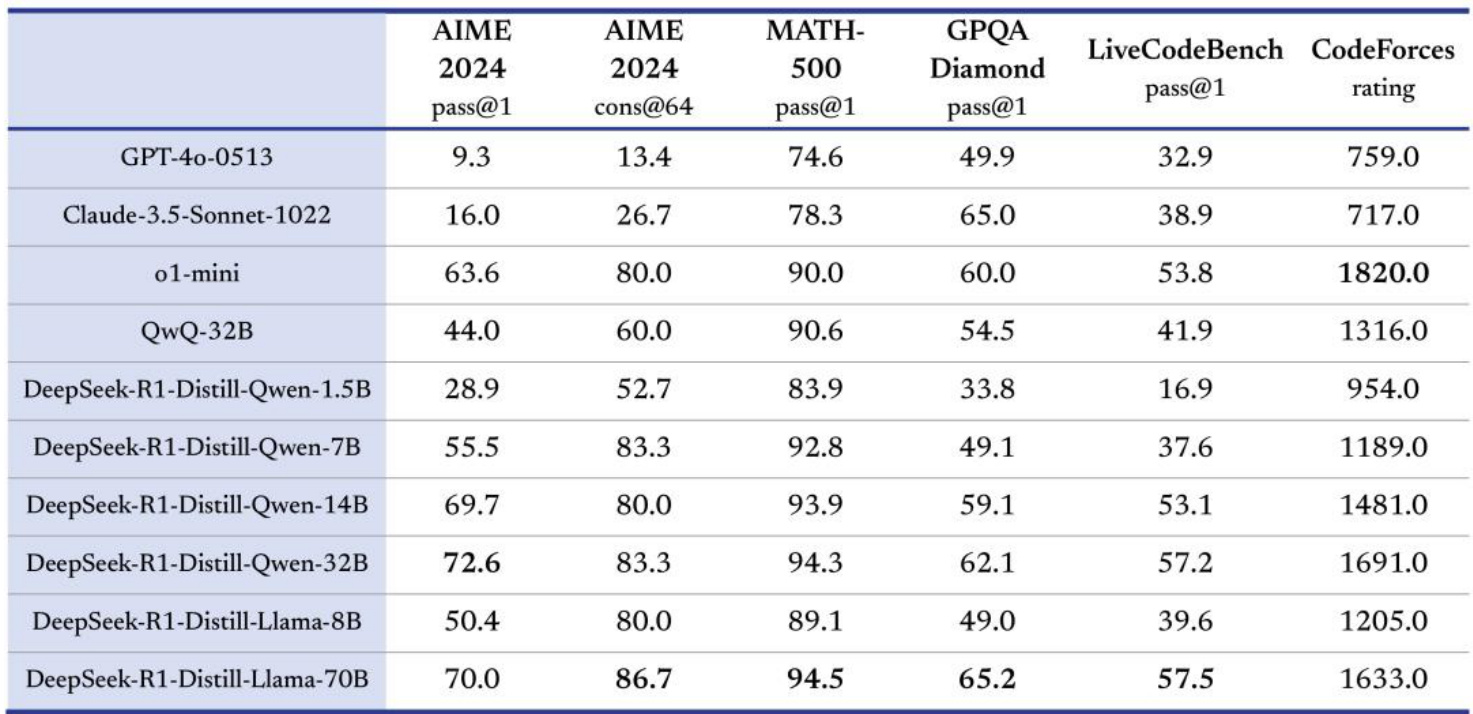 AIME 2024 pass@1 AIME 2024 cons@64 MATH-500 pass@1 GPQA Diamond pass@1 LiveCodeBench pass@1 CodeForces rating
GPT-4o-0513 9.3 13.4 74.6 49.9 32.9 759.0
Claude-3.5-Sonnet-1022 16.0 26.7 78.3 65.0 38.9 717.0
o1-mini 63.6 80.0 90.0 60.0 53.8 1820.0
QwQ-32B 44.0 60.0 90.6 54.5 41.9 1316.0
DeepSeek-R1-Distill-Qwen-1.5B 28.9 52.7 83.9 33.8 16.9 954.0
DeepSeek-R1-Distill-Qwen-7B 55.5 83.3 92.8 49.1 37.6 1189.0
DeepSeek-R1-Distill-Qwen-14B 69.7 80.0 93.9 59.1 53.1 1481.0
DeepSeek-R1-Distill-Qwen-32B 72.6 83.3 94.3 62.1 57.2 1691.0
DeepSeek-R1-Distill-Llama-8B 50.4 80.0 89.1 49.0 39.6 1205.0
DeepSeek-R1-Distill-Llama-70B 70.0 86.7 94.5 65.2 57.5 1633.0